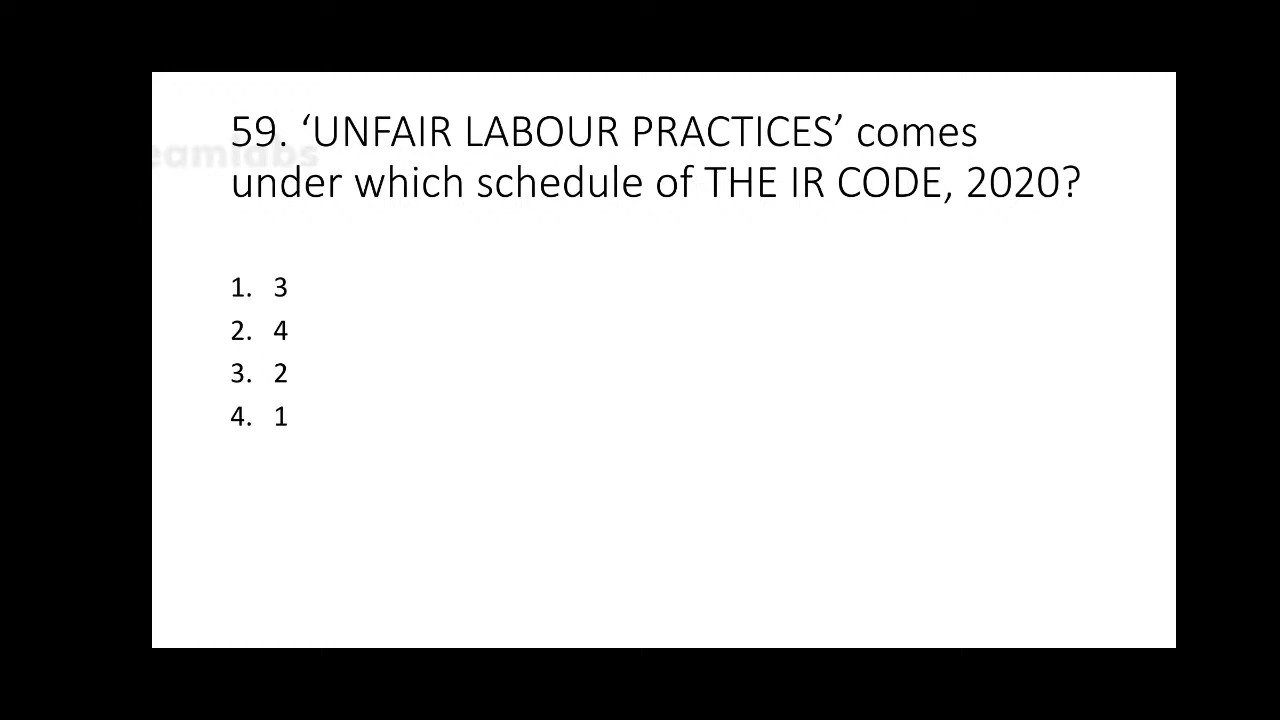 59. ‘UNFAIR LABOUR PRACTICES’ comes
under which schedule of THE IR CODE, 2020?
1. 3
2. 4
3. 2
4. 1